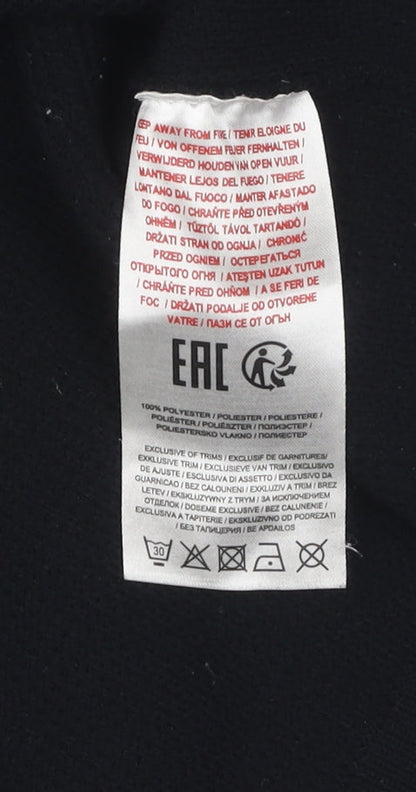 KEEP AWAY FROM FIRE / TENIR ELOIGNE DU
FEU / VON OFFENEM FEUER FERNHALTEN /
VERWIJDERD HOUDEN VAN OPEN VUUR /
MANTENER LEJOS DEL FUEGO / TENERE
LONTANO DAL FUOCO / MANTER AFASTADO
DO FOGO / CHRAŇTE PŘED OTEVŘENÝM
OHNĚM / TŰZTŐL TÁVOL TARTANDÓ /
DRŽATI STRAN OD OGNJA / CHRONIĆ
PRZED OGNIEM / ОСТЕРЕГАТЬСЯ
ОТКРЫТОГО ОГНЯ / ATEŞTEN UZAK TUTUN
/ CHRÁŇTE PRED OHŇOM / A SE FERI DE
FOC / DRŽATI PODALJE OD OTVORENE
VATRE / ПАЗИ СЕ ОТ ОГЪН
EAC
100% POLYESTER / POLIESTER / POLIESTERE /
POLIÉSTER / POLIÉSZTER / ПОЛИЭСТЕР /
POLIESTERSKO VLAKNO / ПОЛИЕСТЕР
EXCLUSIVE OF TRIMS / EXCLUSIF DE GARNITURES/
EXKLUSIVE TRIM / EXCLUSIEVE VAN TRIM / EXCLUSIVO
DE AJUSTE / ESCLUSIVA DI ASSETTO / EXCLUSIVO DA
GUARNICAO / BEZ CALOUNENI / EXKLUZIV A TRIM / BREZ
LETEV / EKSKLUZYWNY Z TRYM / ЗА ИСКЛЮЧЕНИЕМ
ОТДЕЛОК / DOSEME EXCLUSIVE / BEZ CALUNENIE /
EXCLUSIVA A TAPITERIE / EKSKLUZIVNO OD PODREZATI
/ БЕЗ ТАПИЦЕРИЯ / BE APDAILOS
30